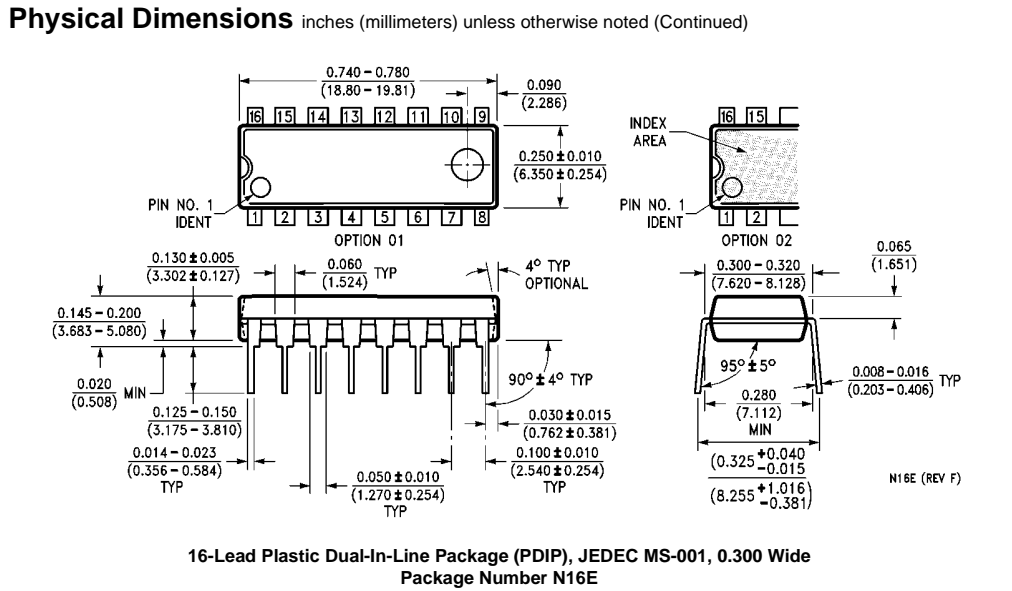 Physical Dimensions inches (millimeters) unless otherwise noted (Continued)
0.740 – 0.780
(18.80 – 19.81)
0.090
(2.286)
16 15 14 13 12 11 10 9
0.250 ± 0.010
(6.350 ± 0.254)
PIN NO. 1
IDENT
1 2 3 4 5 6 7 8
OPTION 01
INDEX
AREA
16 15
PIN NO. 1
IDENT
1 2
OPTION 02
0.130 ± 0.005
(3.302 ± 0.127)
0.060
(1.524)
TYP
4° TYP
OPTIONAL
0.145 – 0.200
(3.683 – 5.080)
0.020
(0.508)
MIN
0.125 – 0.150
(3.175 – 3.810)
90° ± 4° TYP
0.030 ± 0.015
(0.762 ± 0.381)
0.014 – 0.023
(0.356 – 0.584)
TYP
0.050 ± 0.010
(1.270 ± 0.254)
TYP
0.100 ± 0.010
(2.540 ± 0.254)
TYP
0.065
(1.651)
0.300 – 0.320
(7.620 – 8.128)
95° ± 5°
0.008 – 0.016
(0.203 – 0.406)
TYP
0.280
(7.112)
MIN
(0.325 +0.040
-0.015
(8.255 +1.016
-0.381)
N16E (REV F)
16-Lead Plastic Dual-In-Line Package (PDIP), JEDEC MS-001, 0.300 Wide
Package Number N16E